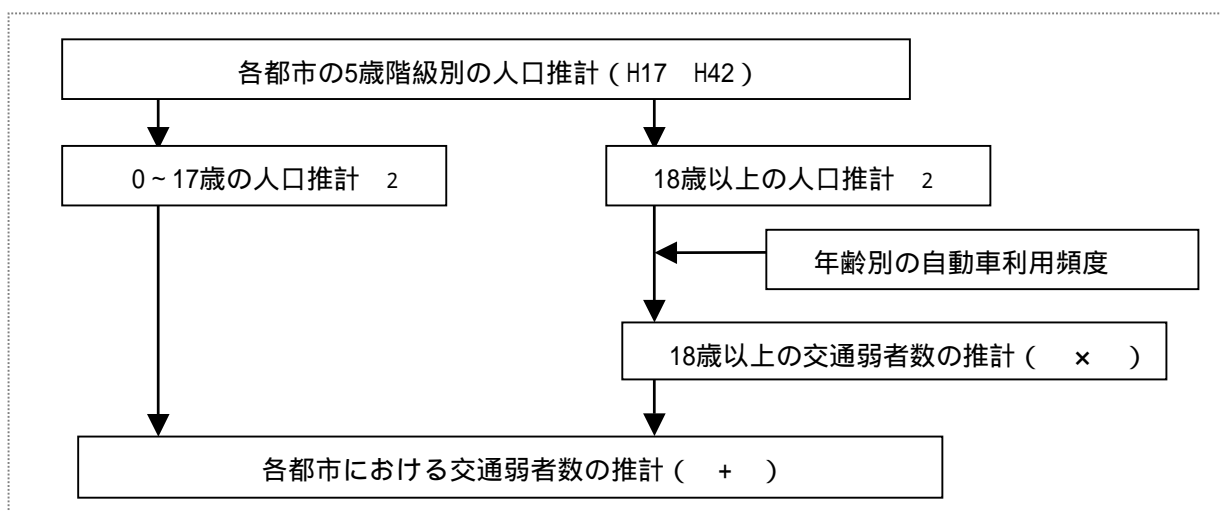 各都市の5歳階級別の人口推計（H17　H42）
0～17歳の人口推計　2
18歳以上の人口推計　2
年齢別の自動車利用頻度
18歳以上の交通弱者数の推計（　×　）
各都市における交通弱者数の推計（　+　）